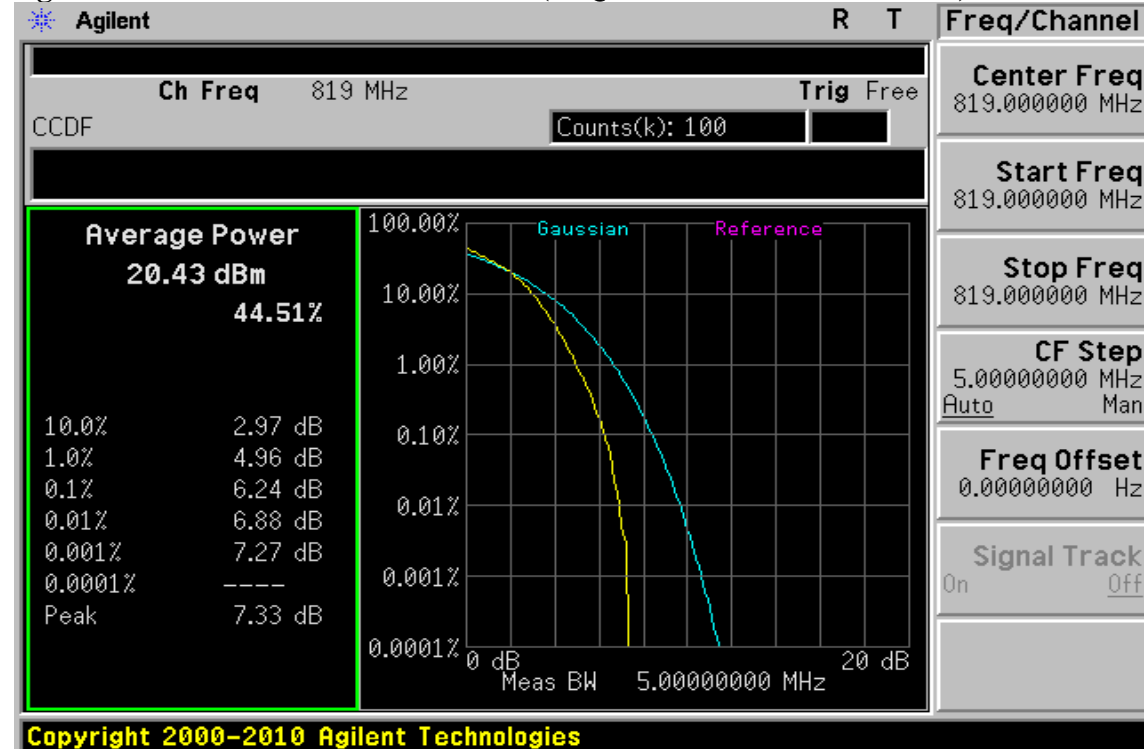 Agilent R T Freq/Channel
Ch Freq 819 MHz Trig Free
CCDF Counts(k): 100
Center Freq
819.000000 MHz
Start Freq
819.000000 MHz
Stop Freq
819.000000 MHz
CF Step
5.00000000 MHz
Auto Man
Freq Offset
0.00000000 Hz
Signal Track
On Off
Average Power
20.43 dBm
44.51%
10.0% 2.97 dB
1.0% 4.96 dB
0.1% 6.24 dB
0.01% 6.88 dB
0.001% 7.27 dB
0.0001% ----
Peak 7.33 dB
Gaussian Reference
100.00%
10.00%
1.00%
0.10%
0.01%
0.001%
0.0001%
0 dB 20 dB
Meas BW 5.00000000 MHz
Copyright 2000-2010 Agilent Technologies